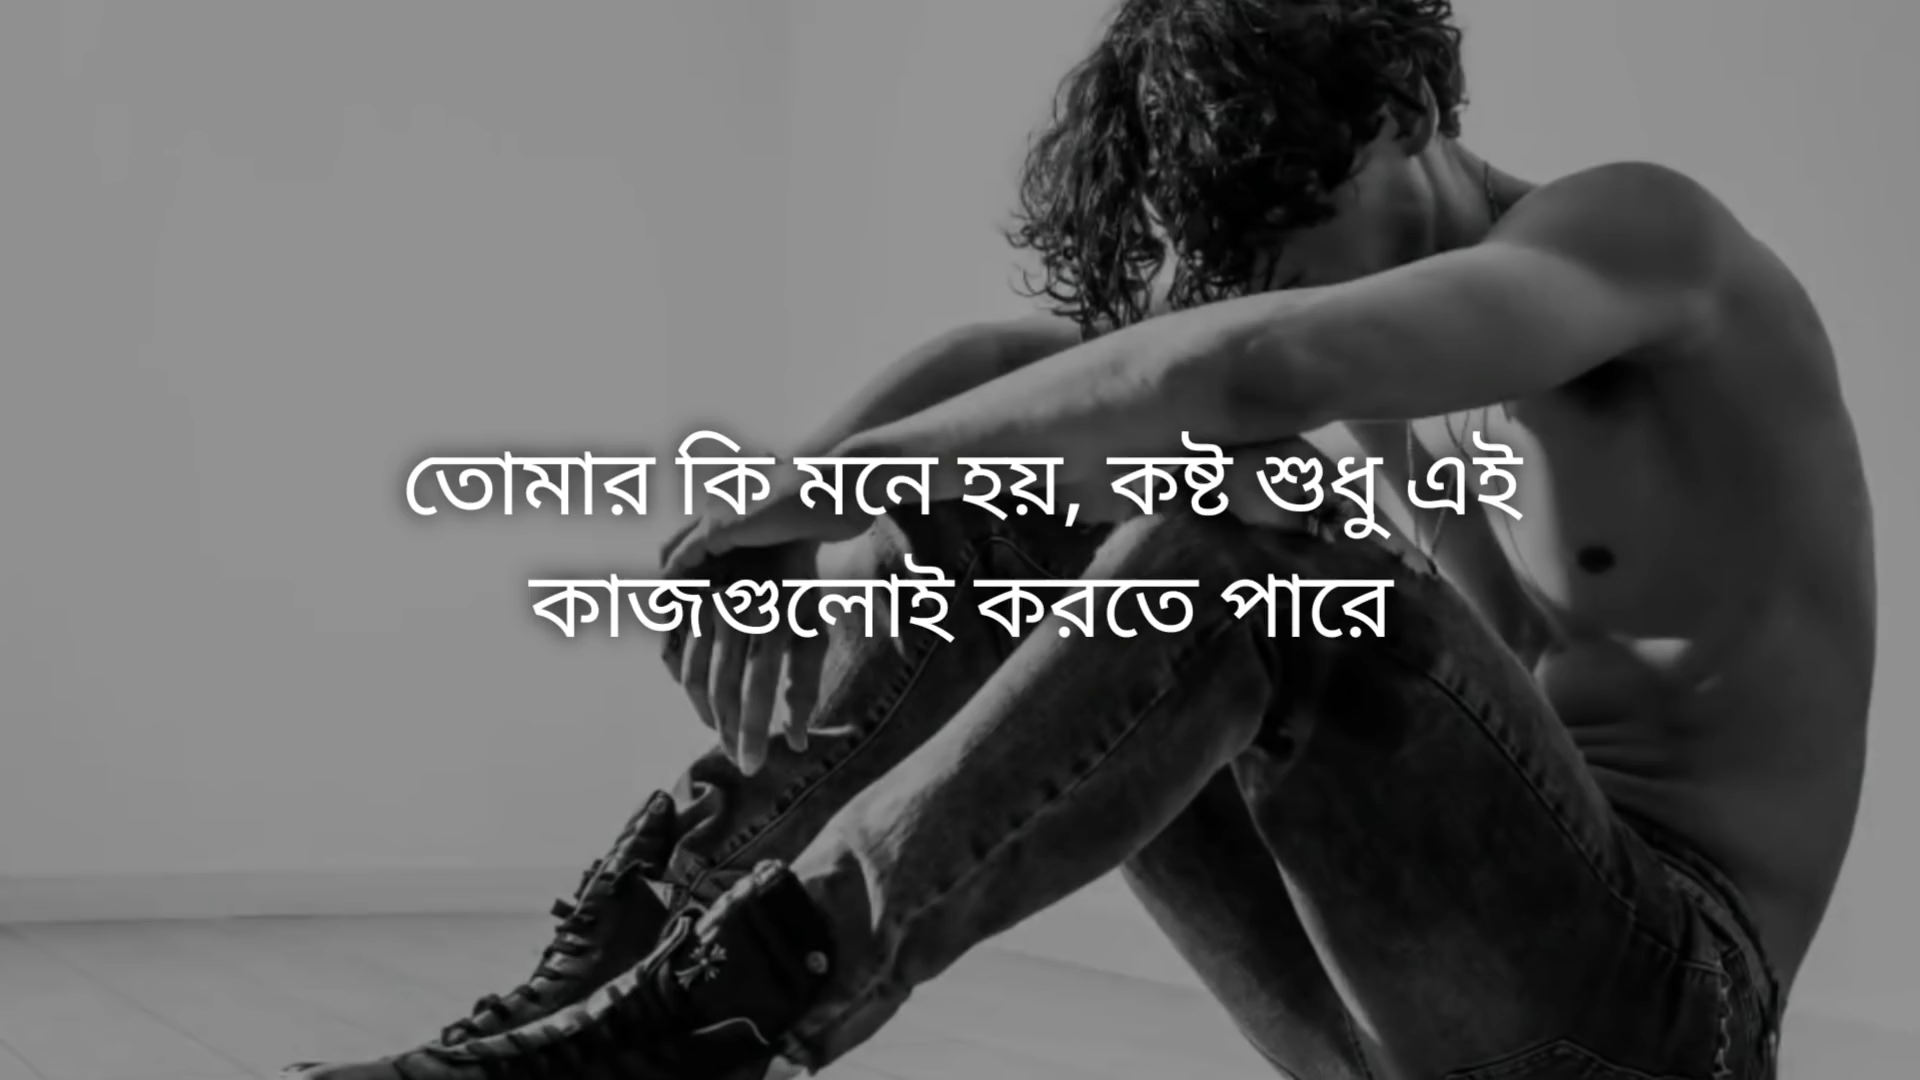 তোমার কি মনে হয়, কষ্ট শুধু এই
কাজগুলোই করতে পারে